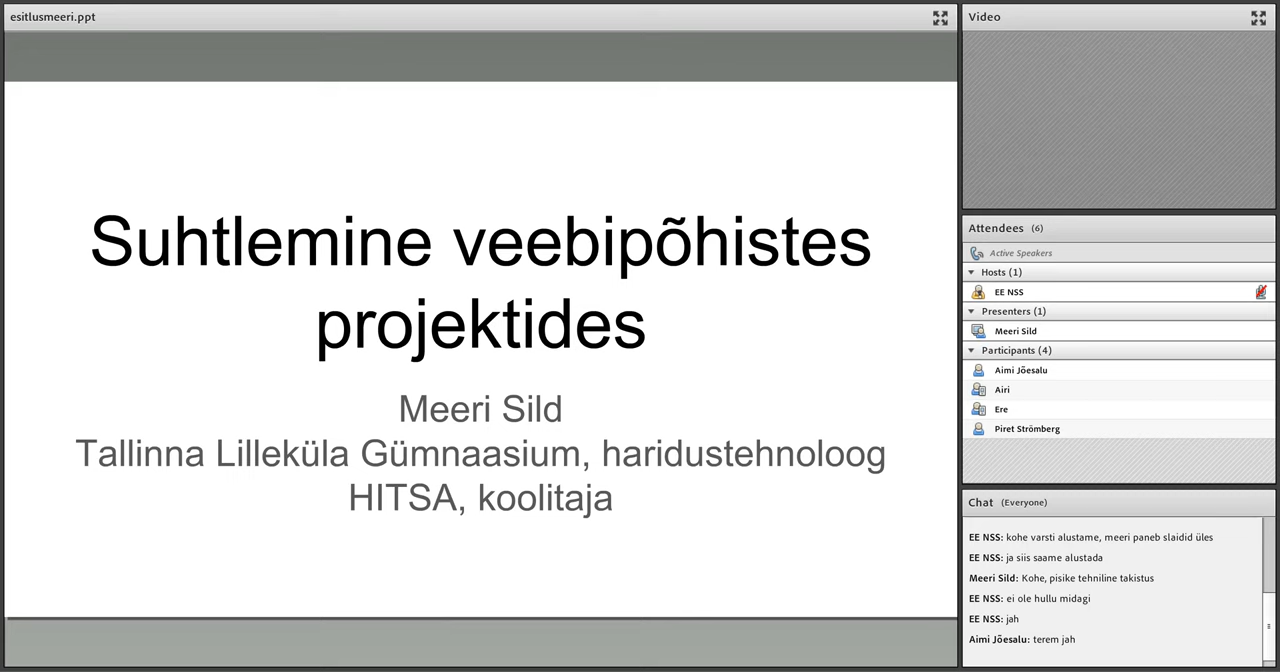 esitlusmeeri.ppt
Suhtlemine veebipõhistes
projektides
Meeri Sild
Tallinna Lilleküla Gümnaasium, haridustehnoloog
HITSA, koolitaja
Video
Attendees (6)
Active Speakers
Hosts (1)
EE NSS
Presenters (1)
Meeri Sild
Participants (4)
Aimi Jõesalu
Airi
Ere
Piret Strömberg
Chat (Everyone)
EE NSS: kohe varsti alustame, meeri paneb slaidid üles
EE NSS: ja siis saame alustada
Meeri Sild: Kohe, pisike tehniline takistus
EE NSS: ei ole hullu midagi
EE NSS: jah
Aimi Jõesalu: terem jah